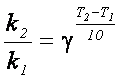 k₂/k₁ = γ^((T₂−T₁)/10)